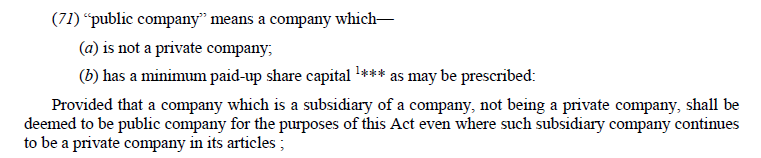 (71) “public company” means a company which—
(a) is not a private company;
(b) has a minimum paid-up share capital 1*** as may be prescribed:
Provided that a company which is a subsidiary of a company, not being a private company, shall be
deemed to be public company for the purposes of this Act even where such subsidiary company continues
to be a private company in its articles ;